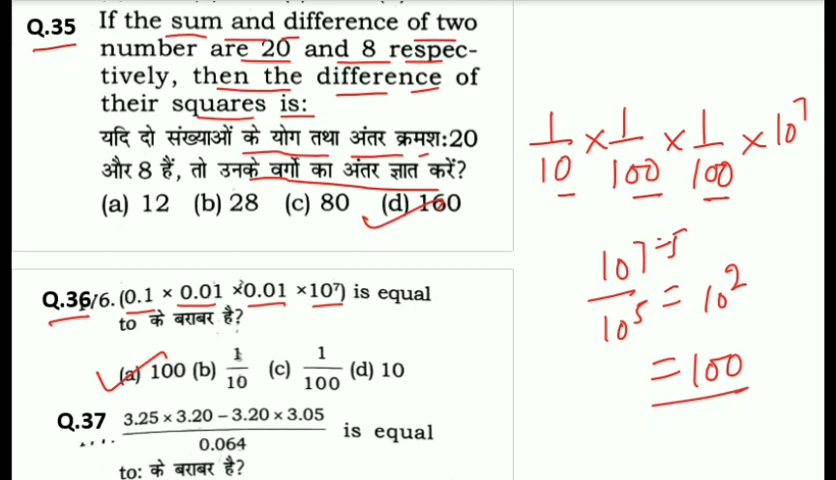 Q.35 If the sum and difference of two
number are 20 and 8 respec-
tively, then the difference of
their squares is:
यदि दो संख्याओं के योग तथा अंतर क्रमश:20
और 8 हैं, तो उनके वर्गो का अंतर ज्ञात करें?
(a) 12 (b) 28 (c) 80 (d) 160
Q.36/6. (0.1 × 0.01 × 0.01 × 10⁷) is equal
to के बराबर है?
(a) 100 (b) 1/10 (c) 1/100 (d) 10
Q.37 3.25 × 3.20 – 3.20 × 3.05 / 0.064 is equal
to: के बराबर है?
1/10 × 1/100 × 1/100 × 10⁷
10⁷⁻⁵
10⁷/10⁵ = 10²
= 100